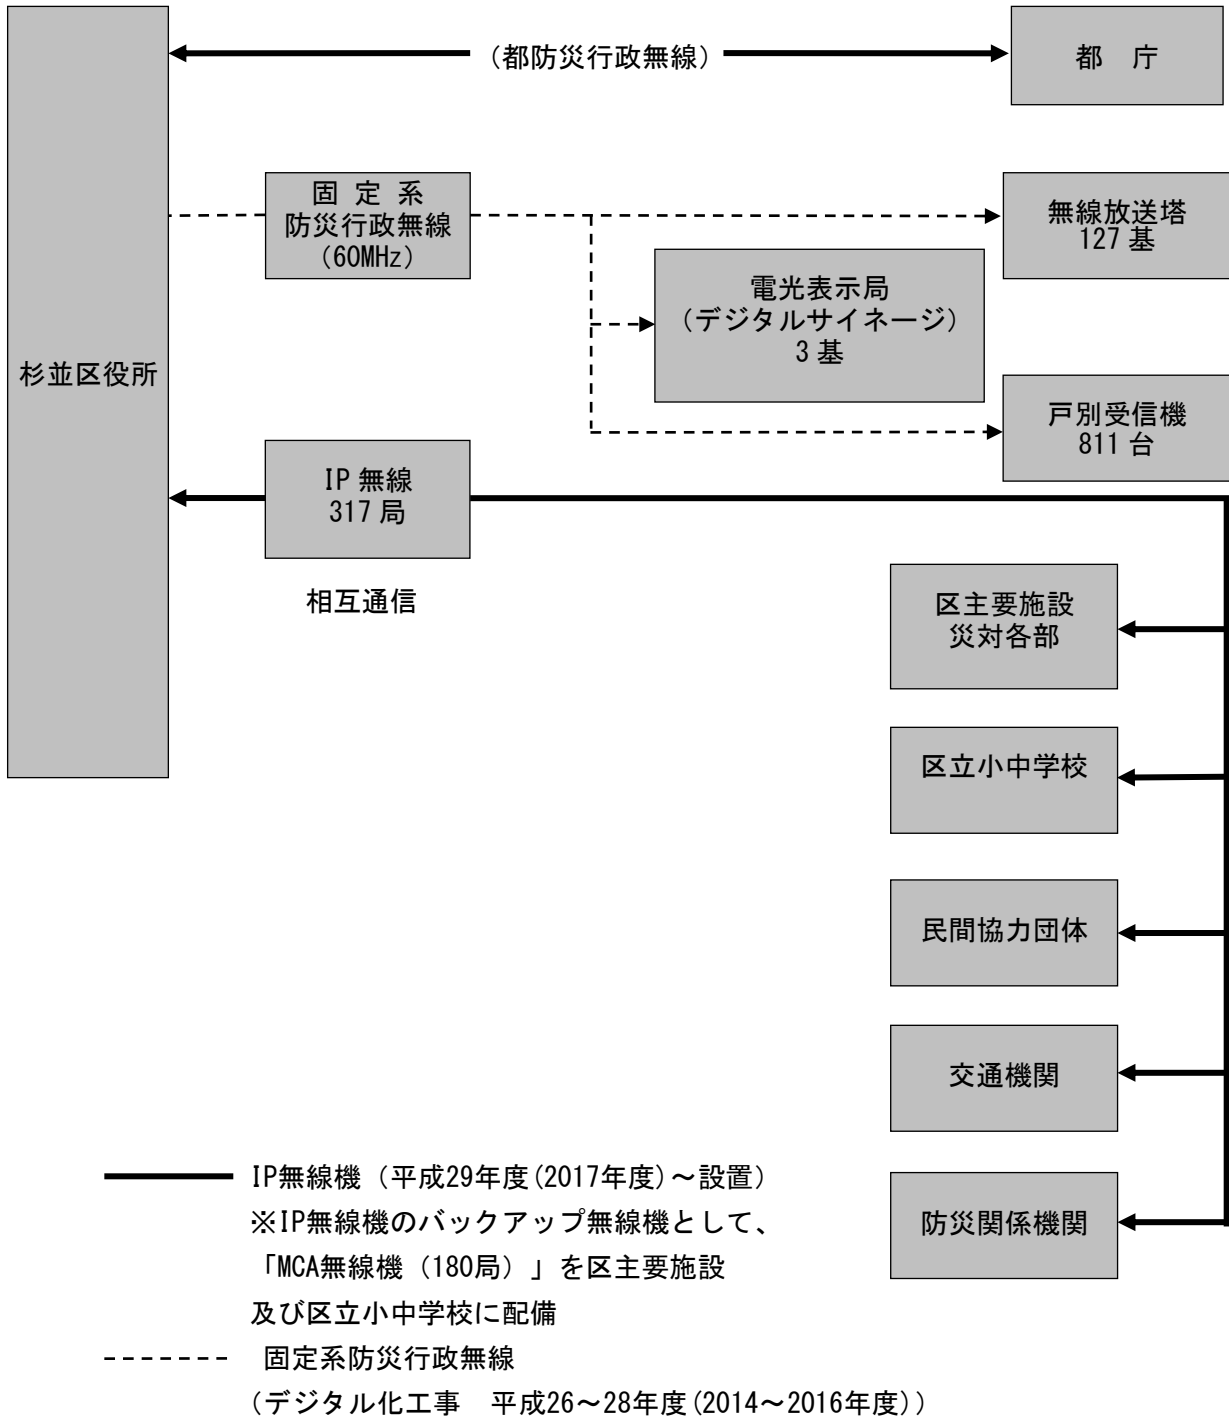 (都防災行政無線)
都 庁
固 定 系
防災行政無線
(60MHz)
無線放送塔
127 基
電光表示局
(デジタルサイネージ)
3 基
杉並区役所
戸別受信機
811 台
IP 無線
317 局
相互通信
区主要施設
災対各部
区立小中学校
民間協力団体
交通機関
防災関係機関
IP無線機（平成29年度(2017年度)～設置）
※IP無線機のバックアップ無線機として、
「MCA無線機（180局）」を区主要施設
及び区立小中学校に配備
固定系防災行政無線
(デジタル化工事　平成26～28年度(2014～2016年度))